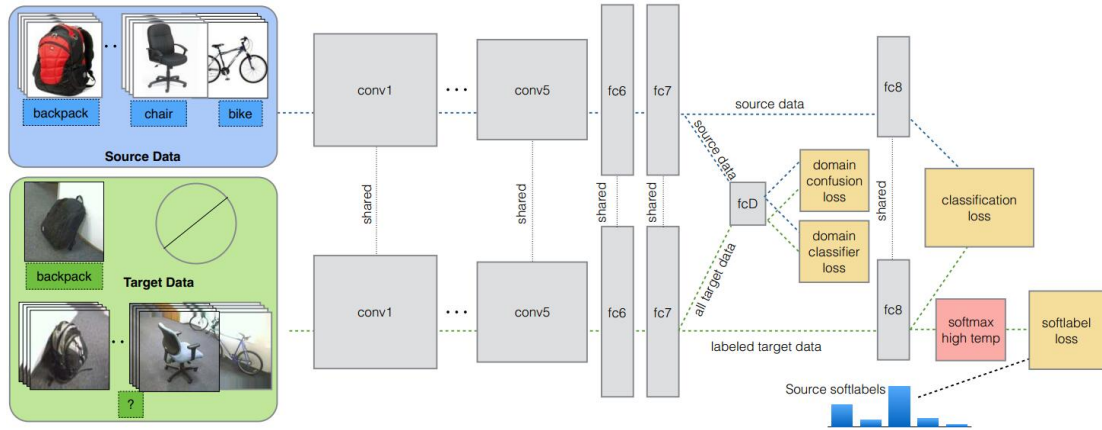 backpack
chair
bike
Source Data
backpack
Target Data
?
conv1
conv5
fc6
fc7
source data
fc8
source data
shared
shared
shared
shared
fcD
domain
confusion
loss
domain
classifier
loss
shared
classification
loss
all target data
conv1
conv5
fc6
fc7
labeled target data
fc8
softmax
high temp
softlabel
loss
Source softlabels